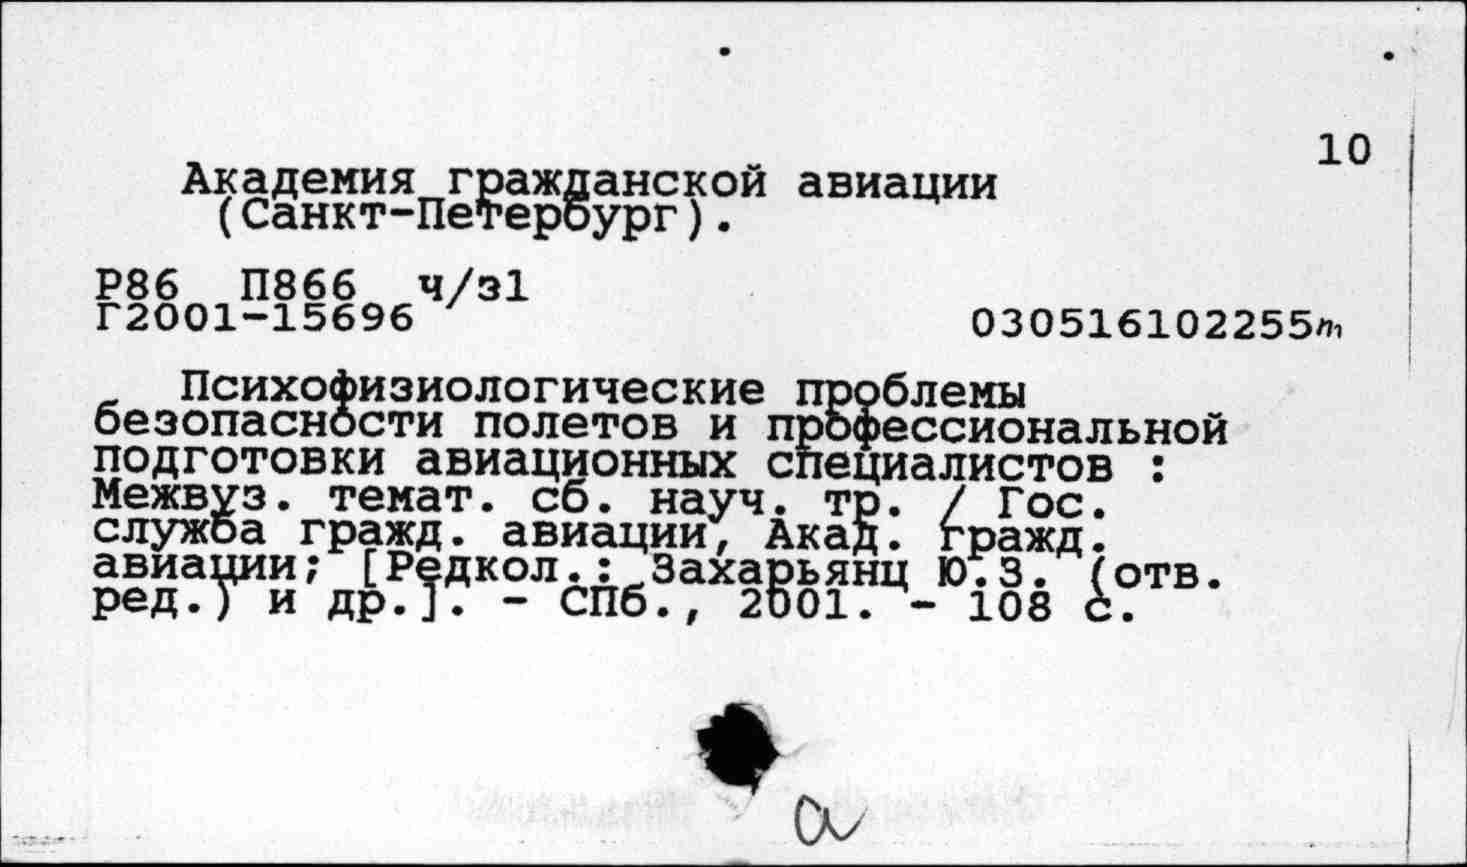 10
Академия гражданской авиации
(Санкт-Петербург).
Р86 П866 ч/з1
Г2001-15696
030516102255m
Психофизиологические проблемы
безопасности полетов и профессиональной
подготовки авиационных специалистов :
Межвуз. темат. сб. науч. тр. / Гос.
служба гражд. авиации, Акад. гражд.
авиации; [Редкол.: Захарьянц Ю.З. (отв.
ред.) и др.]. - СПб., 2001. - 108 с.